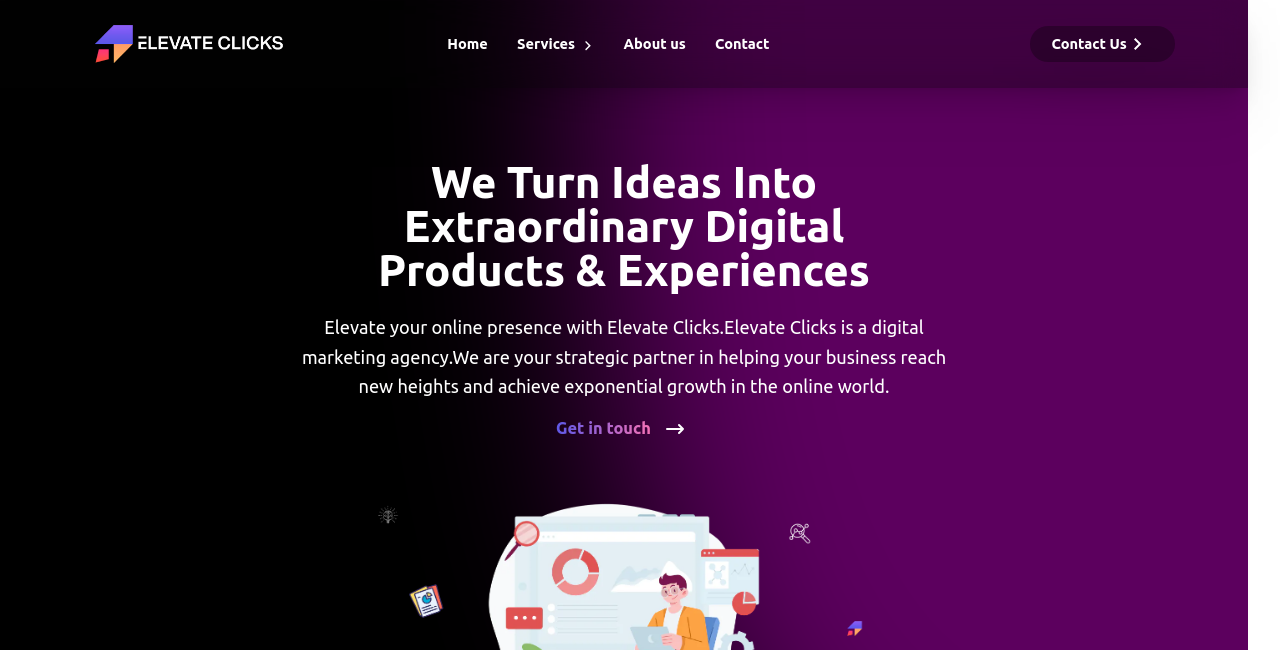 ELEVATE CLICKS
Home
Services
About us
Contact
Contact Us
We Turn Ideas Into
Extraordinary Digital
Products & Experiences
Elevate your online presence with Elevate Clicks.Elevate Clicks is a digital
marketing agency.We are your strategic partner in helping your business reach
new heights and achieve exponential growth in the online world.
Get in touch